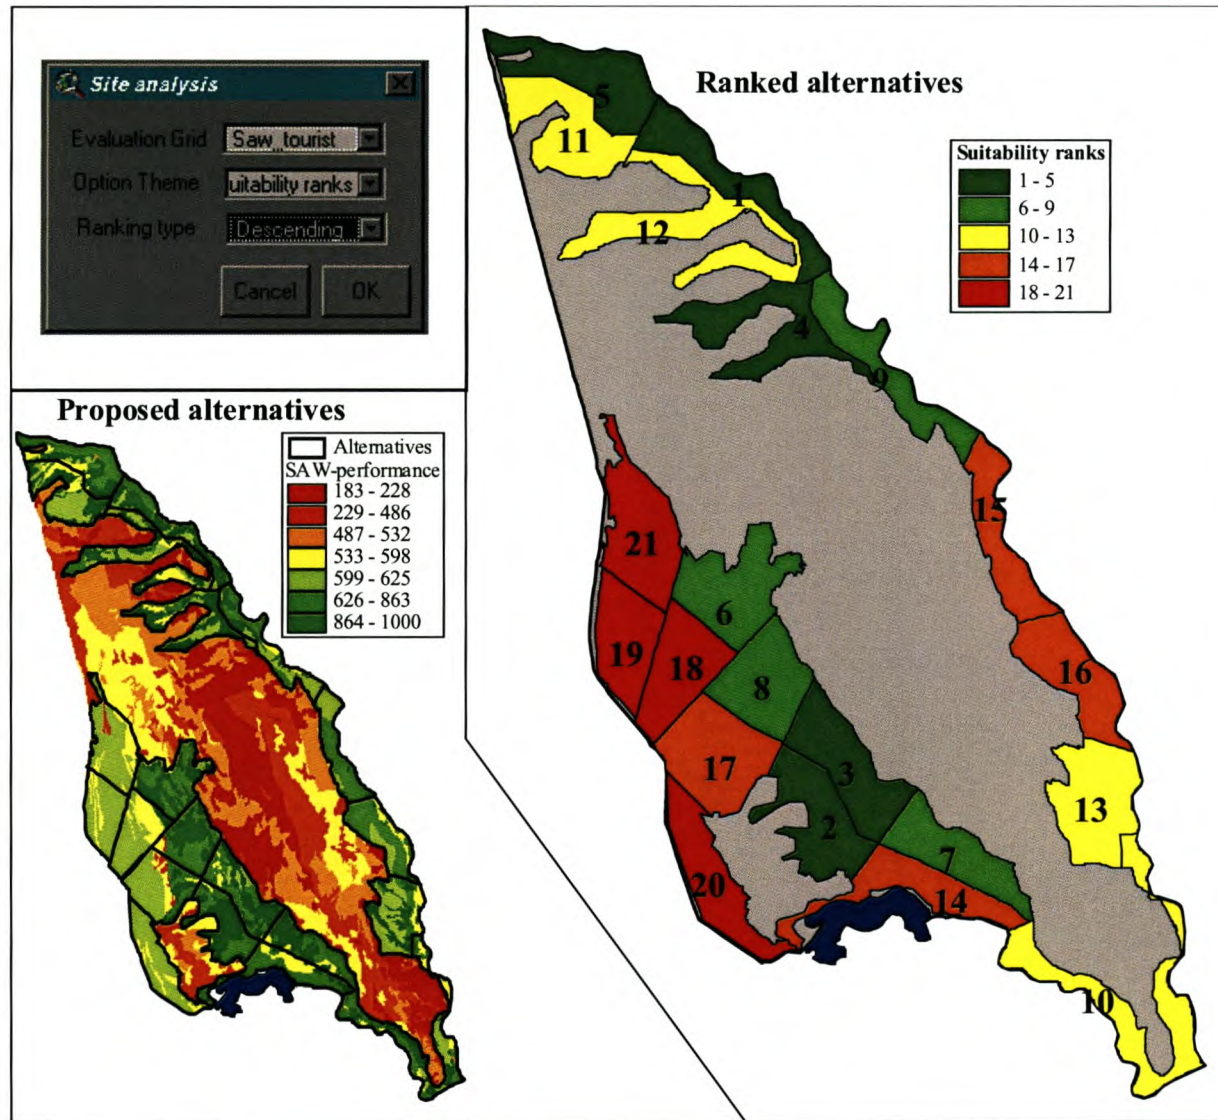 Site analysis
Evaluation Grid Saw_tourist
Option Theme uitability ranks
Ranking type Descending
Cancel OK
Proposed alternatives
Alternatives
SAW-performance
183 - 228
229 - 486
487 - 532
533 - 598
599 - 625
626 - 863
864 - 1000
Ranked alternatives
Suitability ranks
1 - 5
6 - 9
10 - 13
14 - 17
18 - 21
5
11
1
12
4
9
15
21
6
16
19
18
8
17
3
13
2
7
20
14
10